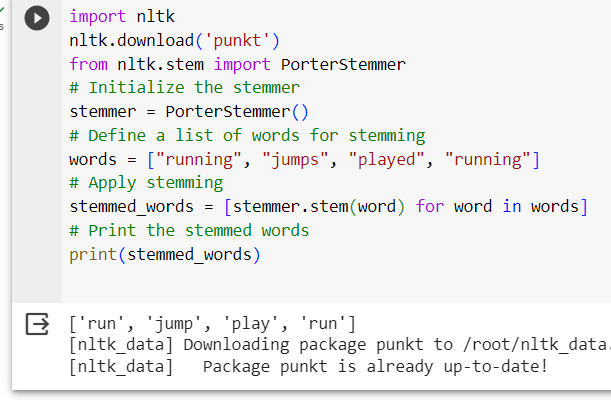 import nltk
nltk.download('punkt')
from nltk.stem import PorterStemmer
# Initialize the stemmer
stemmer = PorterStemmer()
# Define a list of words for stemming
words = ["running", "jumps", "played", "running"]
# Apply stemming
stemmed_words = [stemmer.stem(word) for word in words]
# Print the stemmed words
print(stemmed_words)
['run', 'jump', 'play', 'run']
[nltk_data] Downloading package punkt to /root/nltk_data.
[nltk_data]   Package punkt is already up-to-date!